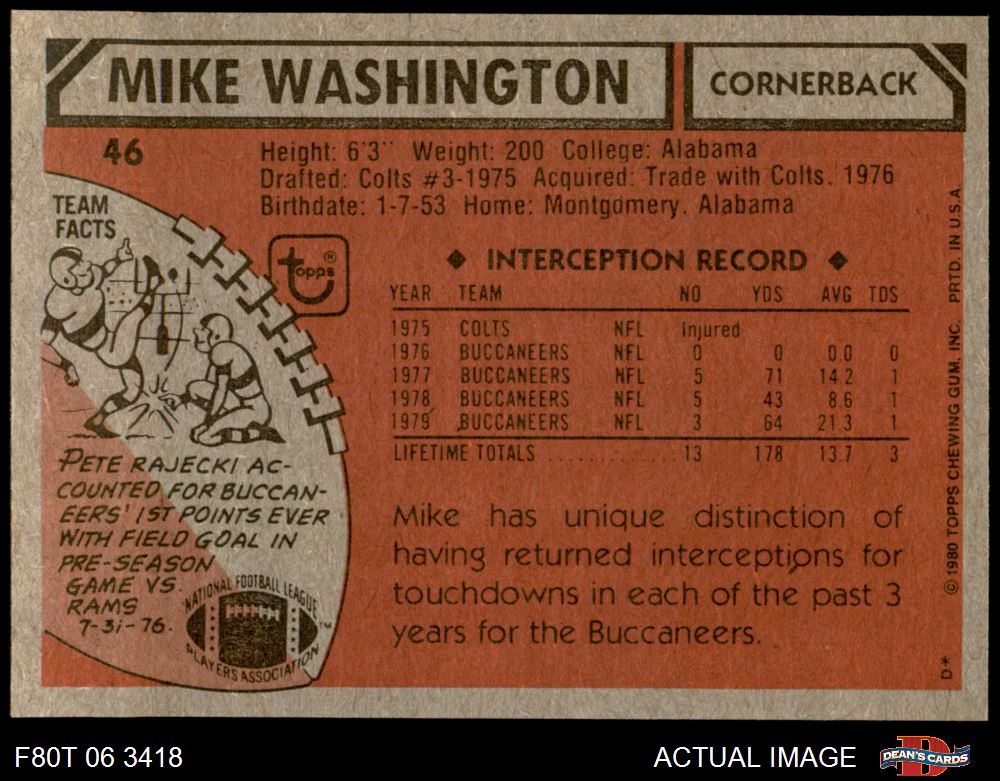 MIKE WASHINGTON
CORNERBACK
46
Height: 6'3" Weight: 200 College: Alabama
Drafted: Colts #3-1975 Acquired: Trade with Colts, 1976
Birthdate: 1-7-53 Home: Montgomery, Alabama
TEAM
FACTS
topps®
◆ INTERCEPTION RECORD ◆
YEAR TEAM NO YDS AVG TDS
1975 COLTS NFL Injured
1976 BUCCANEERS NFL 0 0 0.0 0
1977 BUCCANEERS NFL 5 71 14.2 1
1978 BUCCANEERS NFL 5 43 8.6 1
1979 BUCCANEERS NFL 3 64 21.3 1
LIFETIME TOTALS 13 178 13.7 3
PETE RAJECKI AC-
COUNTED FOR BUCCAN-
EERS' 1ST POINTS EVER
WITH FIELD GOAL IN
PRE-SEASON
GAME VS.
RAMS
7-31-76.
NATIONAL FOOTBALL LEAGUE
PLAYERS ASSOCIATION
TM
Mike has unique distinction of
having returned interceptions for
touchdowns in each of the past 3
years for the Buccaneers.
© 1980 TOPPS CHEWING GUM, INC. PRTD. IN U.S.A.
D*
F80T 06 3418
ACTUAL IMAGE
DEAN'S CARDS